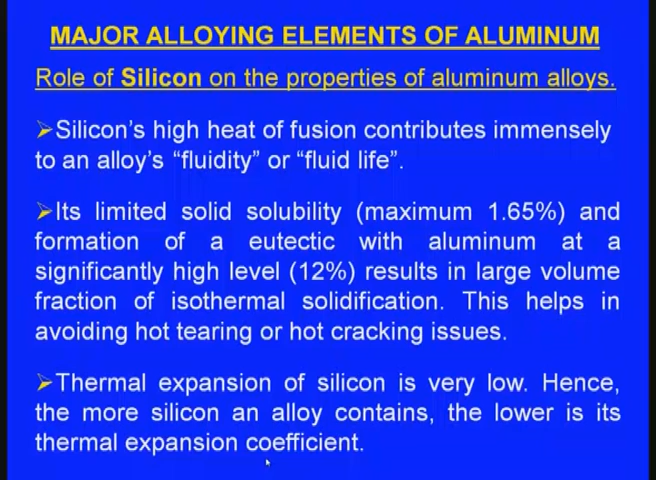 MAJOR ALLOYING ELEMENTS OF ALUMINUM
Role of Silicon on the properties of aluminum alloys.
➢Silicon’s high heat of fusion contributes immensely
to an alloy’s “fluidity” or “fluid life”.
➢Its limited solid solubility (maximum 1.65%) and
formation of a eutectic with aluminum at a
significantly high level (12%) results in large volume
fraction of isothermal solidification. This helps in
avoiding hot tearing or hot cracking issues.
➢Thermal expansion of silicon is very low. Hence,
the more silicon an alloy contains, the lower is its
thermal expansion coefficient.